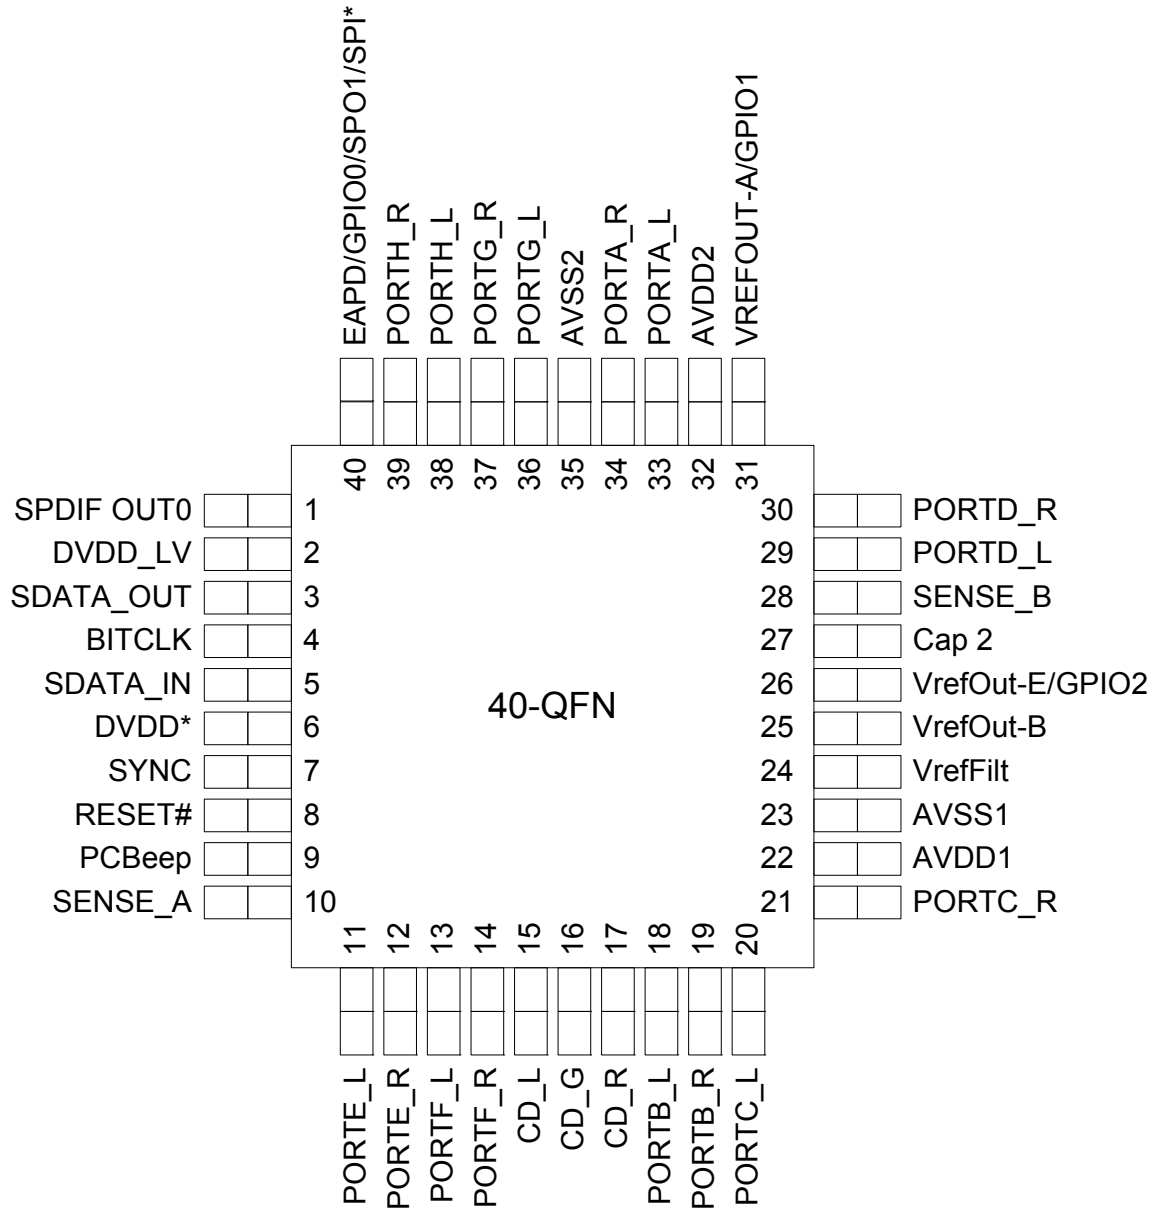 EAPD/GPIO0/SPO1/SPI*
PORTH_R
PORTH_L
PORTG_R
PORTG_L
AVSS2
PORTA_R
PORTA_L
AVDD2
VREFOUT-A/GPIO1
40
39
38
37
36
35
34
33
32
31
SPDIF OUT0 1
DVDD_LV 2
SDATA_OUT 3
BITCLK 4
SDATA_IN 5
DVDD* 6
SYNC 7
RESET# 8
PCBeep 9
SENSE_A 10
40-QFN
30 PORTD_R
29 PORTD_L
28 SENSE_B
27 Cap 2
26 VrefOut-E/GPIO2
25 VrefOut-B
24 VrefFilt
23 AVSS1
22 AVDD1
21 PORTC_R
11
12
13
14
15
16
17
18
19
20
PORTE_L
PORTE_R
PORTF_L
PORTF_R
CD_L
CD_G
CD_R
PORTB_L
PORTB_R
PORTC_L